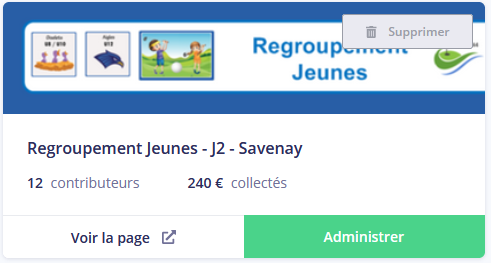 Supprimer
Regroupement
Jeunes
Regroupement Jeunes - J2 - Savenay
12 contributeurs
240 € collectés
Voir la page
Administrer